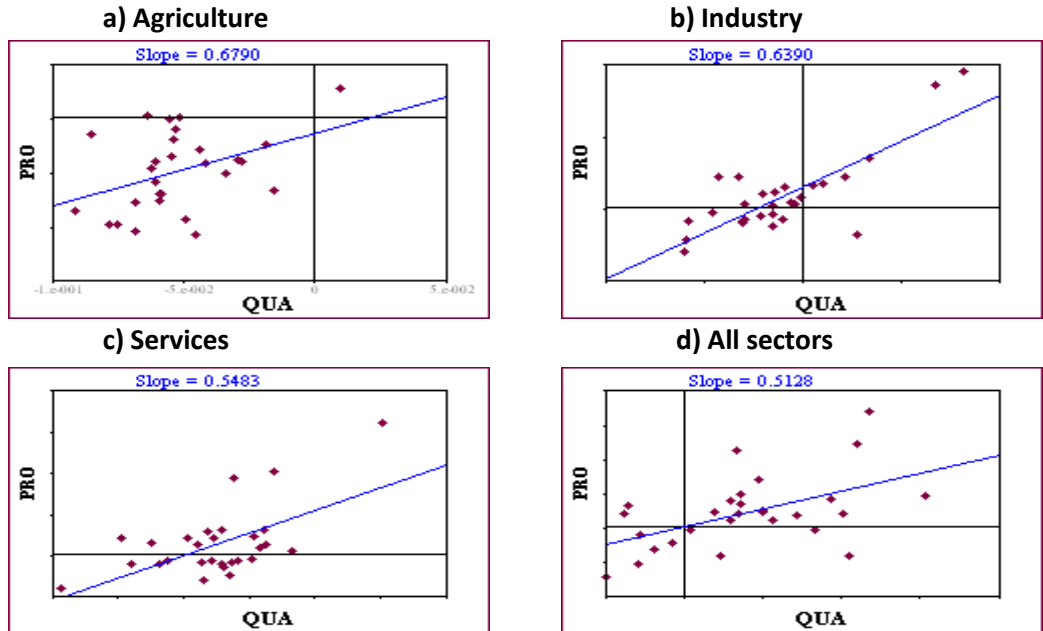 a) Agriculture
Slope = 0.6790
PRO
-1.e-001 -5.e-002 0 5.e-002
QUA
b) Industry
Slope = 0.6390
PRO
QUA
c) Services
Slope = 0.5483
PRO
QUA
d) All sectors
Slope = 0.5128
PRO
QUA